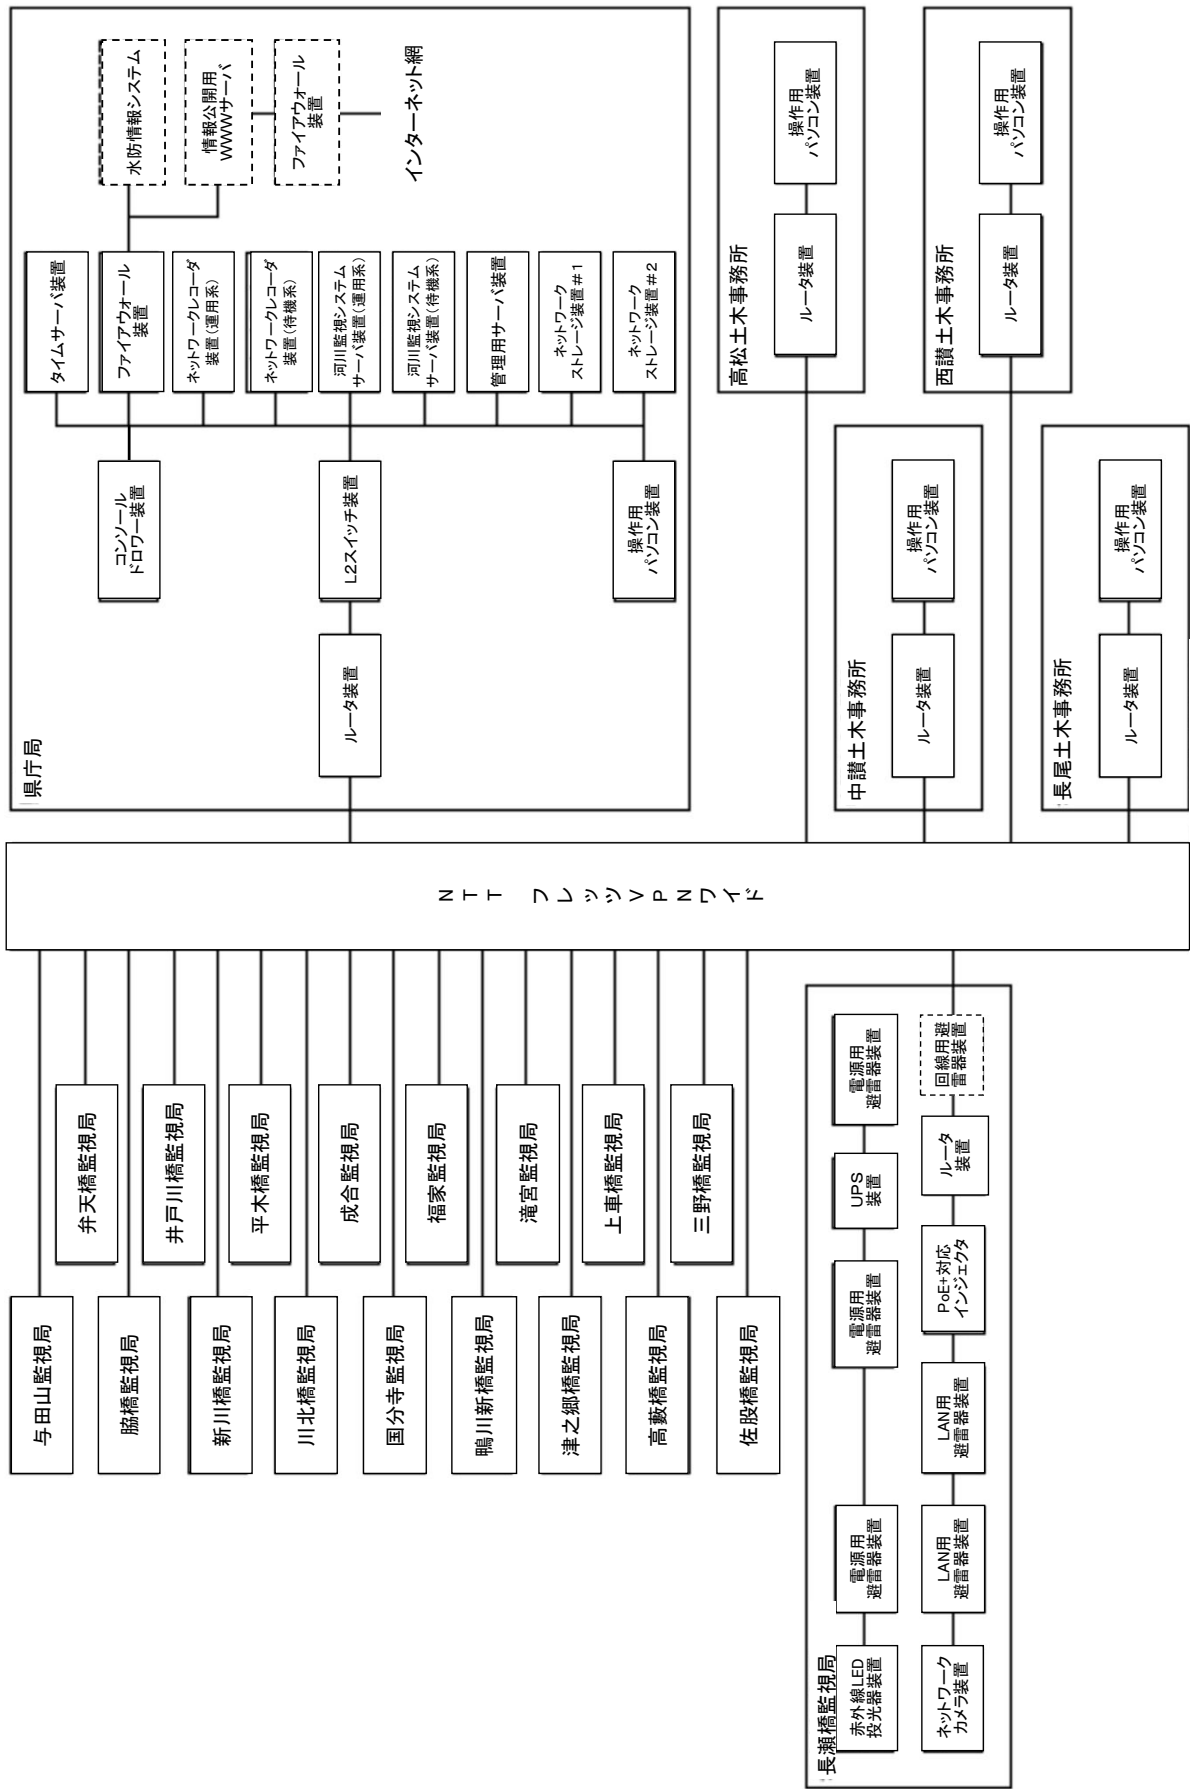 県庁局
水防情報システム
情報公開用
WWWサーバ
ファイアウォール
装置
インターネット網
タイムサーバ装置
ファイアウォール
装置
ネットワークレコーダ
装置(運用系)
ネットワークレコーダ
装置(待機系)
河川監視システム
サーバ装置(運用系)
河川監視システム
サーバ装置(待機系)
管理用サーバ装置
ネットワーク
ストレージ装置#1
ネットワーク
ストレージ装置#2
コンソール
ドロワー装置
L2スイッチ装置
操作用
パソコン装置
ルータ装置
高松土木事務所
操作用
パソコン装置
ルータ装置
西讃土木事務所
操作用
パソコン装置
ルータ装置
中讃土木事務所
操作用
パソコン装置
ルータ装置
長尾土木事務所
操作用
パソコン装置
ルータ装置
NTT フレッツVPNワイド
与田山監視局
弁天橋監視局
脇橋監視局
井戸川橋監視局
新川橋監視局
平木橋監視局
川北橋監視局
成合監視局
国分寺監視局
福家監視局
鴨川新橋監視局
滝宮監視局
津之郷橋監視局
上車橋監視局
高藪橋監視局
三野橋監視局
佐股橋監視局
長瀬橋監視局
赤外線LED
投光器装置
電源用
避雷器装置
電源用
避雷器装置
UPS
装置
電源用
避雷器装置
ネットワーク
カメラ装置
LAN用
避雷器装置
LAN用
避雷器装置
PoE+対応
インジェクタ
ルータ
装置
回線用避
雷器装置